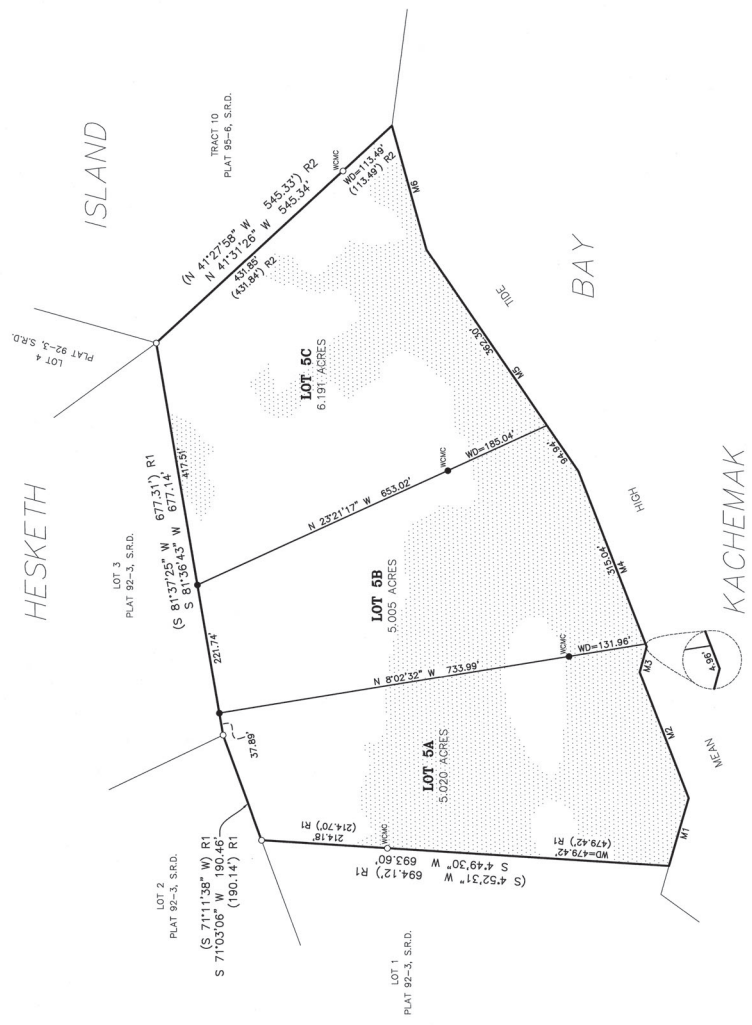 HESKETH
ISLAND
LOT 4
PLAT 92-3, S.R.D.
TRACT 10
PLAT 95-6, S.R.D.
LOT 3
PLAT 92-3, S.R.D.
(S 81°37'25" W 677.31') R1
S 81°36'43" W 677.14'
417.51'
221.74'
37.89'
(N 41°27'58" W 545.33') R2
N 41°31'26" W 545.34'
431.85'
(431.84') R2
WCMC
WD=113.49'
(113.49') R2
LOT 5C
6.191 ACRES
N 23°21'17" W 653.02'
WCMC
WD=185.04'
LOT 5B
5.005 ACRES
N 8°02'32" W 733.99'
WCMC
WD=131.96'
LOT 5A
5.020 ACRES
LOT 2
PLAT 92-3, S.R.D.
(S 71°11'38" W) R1
S 71°03'06" W 190.46'
(190.14') R1
214.18'
(214.70') R1
WCMC
WD=479.42'
(479.42') R1
S 4°49'30" W 693.60'
(S 4°52'31" W 694.12') R1
LOT 1
PLAT 92-3, S.R.D.
M1
M2
M3
4.96'
M4
315.04'
94.94'
M5
362.30'
M6
MEAN
HIGH
TIDE
KACHEMAK
BAY